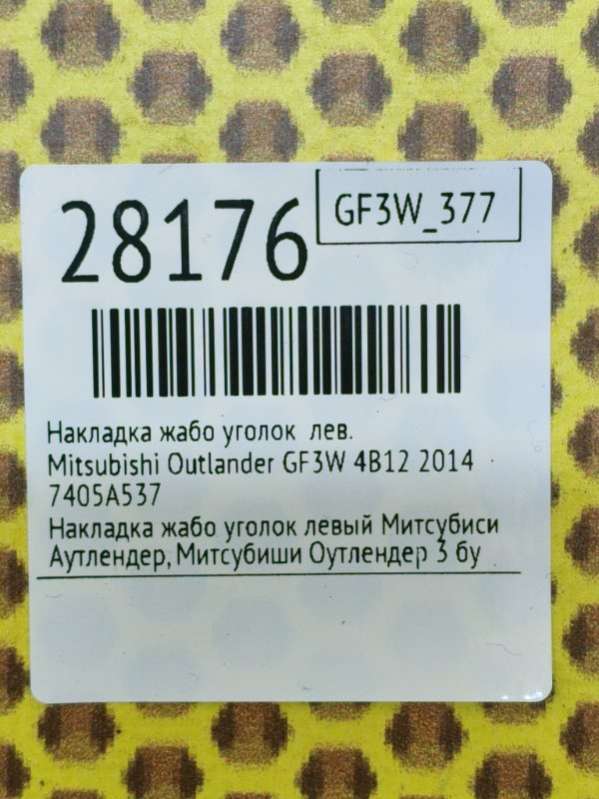 28176
GF3W_377
Накладка жабо уголок лев.
Mitsubishi Outlander GF3W 4B12 2014
7405A537
Накладка жабо уголок левый Митсубиси
Аутлендер, Митсубиши Оутлендер 3 бу